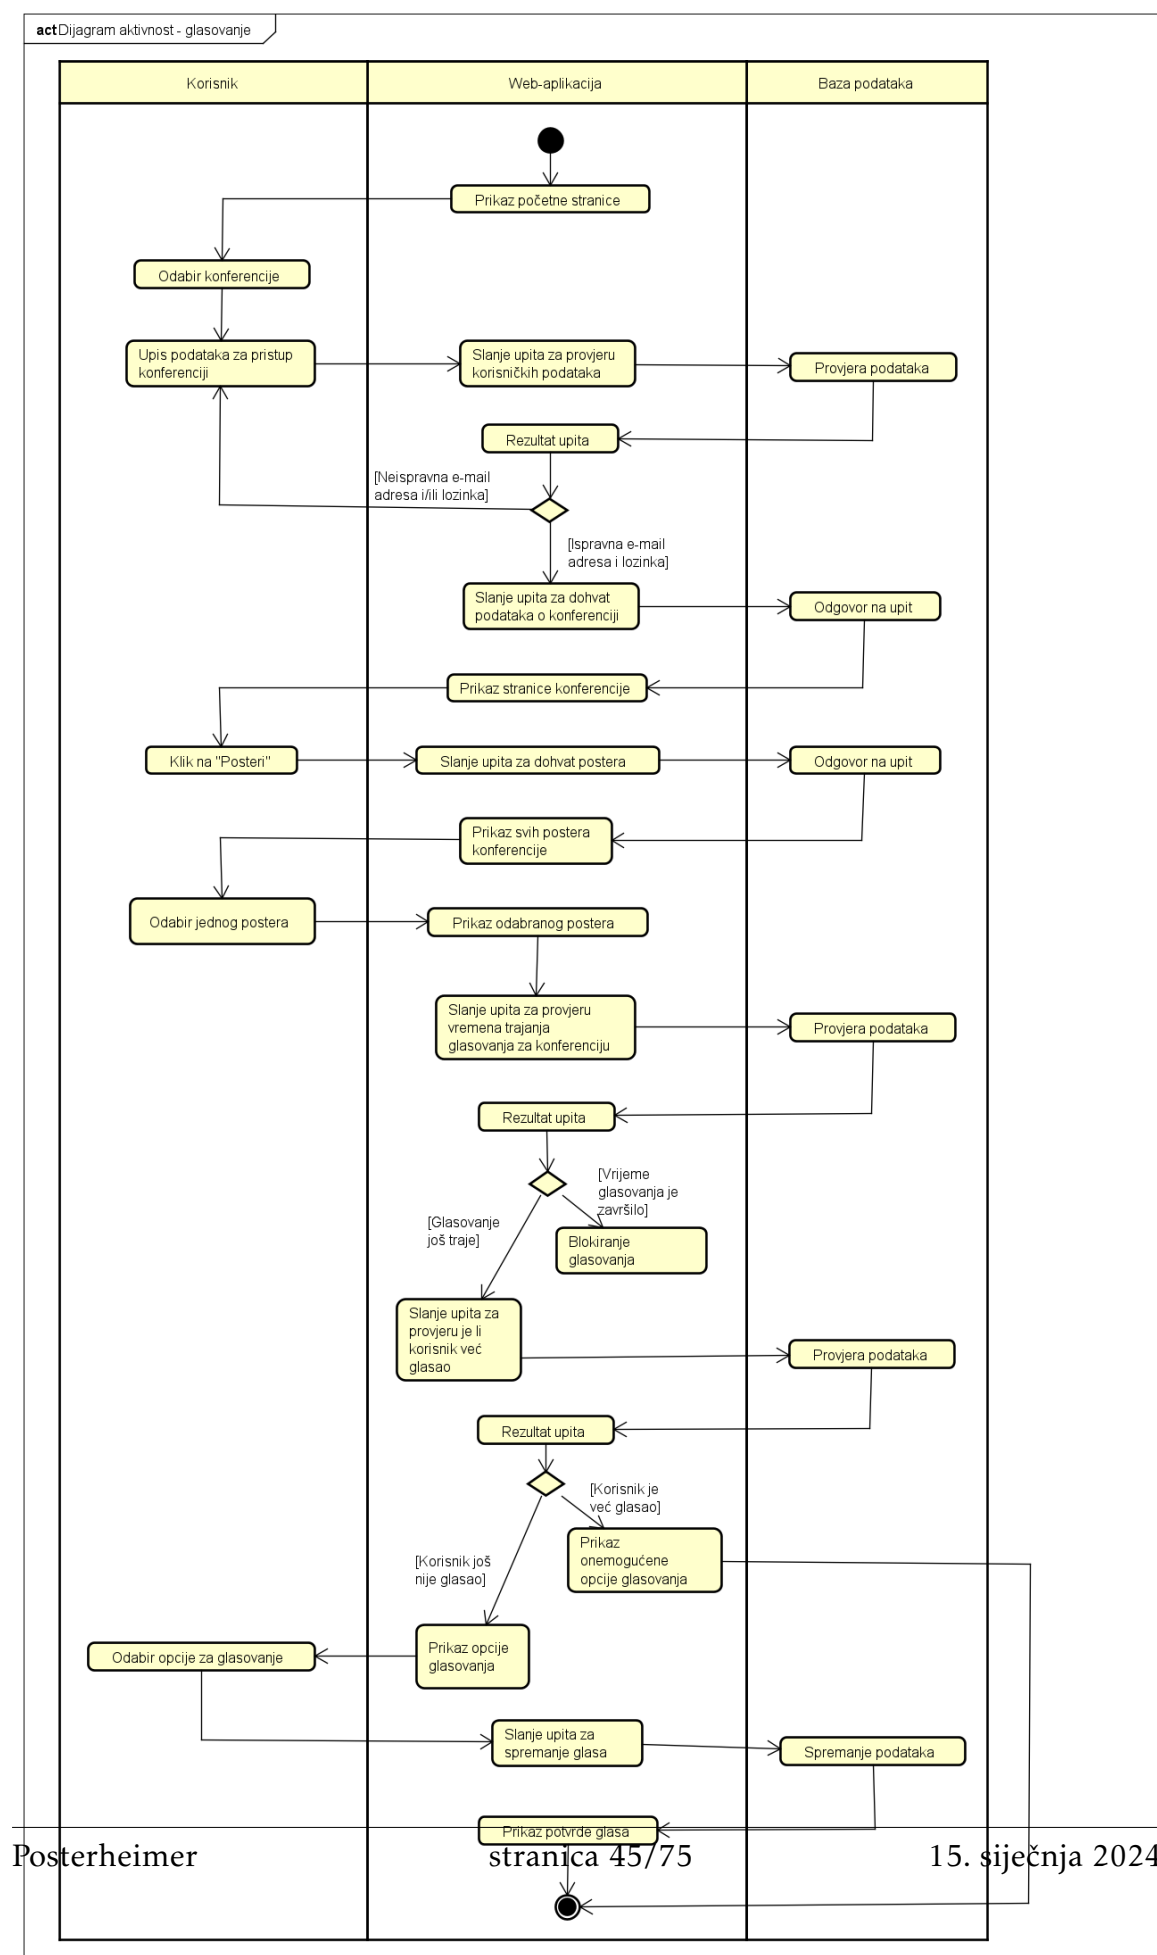 act Dijagram aktivnost - glasovanje
Korisnik
Web-aplikacija
Baza podataka
Prikaz početne stranice
Odabir konferencije
Upis podataka za pristup
konferenciji
Slanje upita za provjeru
korisničkih podataka
Provjera podataka
Rezultat upita
[Neispravna e-mail
adresa i/ili lozinka]
[Ispravna e-mail
adresa i lozinka]
Slanje upita za dohvat
podataka o konferenciji
Odgovor na upit
Prikaz stranice konferencije
Klik na "Posteri"
Slanje upita za dohvat postera
Odgovor na upit
Prikaz svih postera
konferencije
Odabir jednog postera
Prikaz odabranog postera
Slanje upita za provjeru
vremena trajanja
glasovanja za konferenciju
Provjera podataka
Rezultat upita
[Vrijeme
glasovanja je
završilo]
[Glasovanje
još traje]
Blokiranje
glasovanja
Slanje upita za
provjeru je li
korisnik već
glasao
Provjera podataka
Rezultat upita
[Korisnik je
već glasao]
[Korisnik još
nije glasao]
Prikaz
onemogućene
opcije glasovanja
Prikaz opcije
glasovanja
Odabir opcije za glasovanje
Slanje upita za
spremanje glasa
Spremanje podataka
Prikaz potvrde glasa
Posterheimer
stranica 45/75
15. siječnja 2024